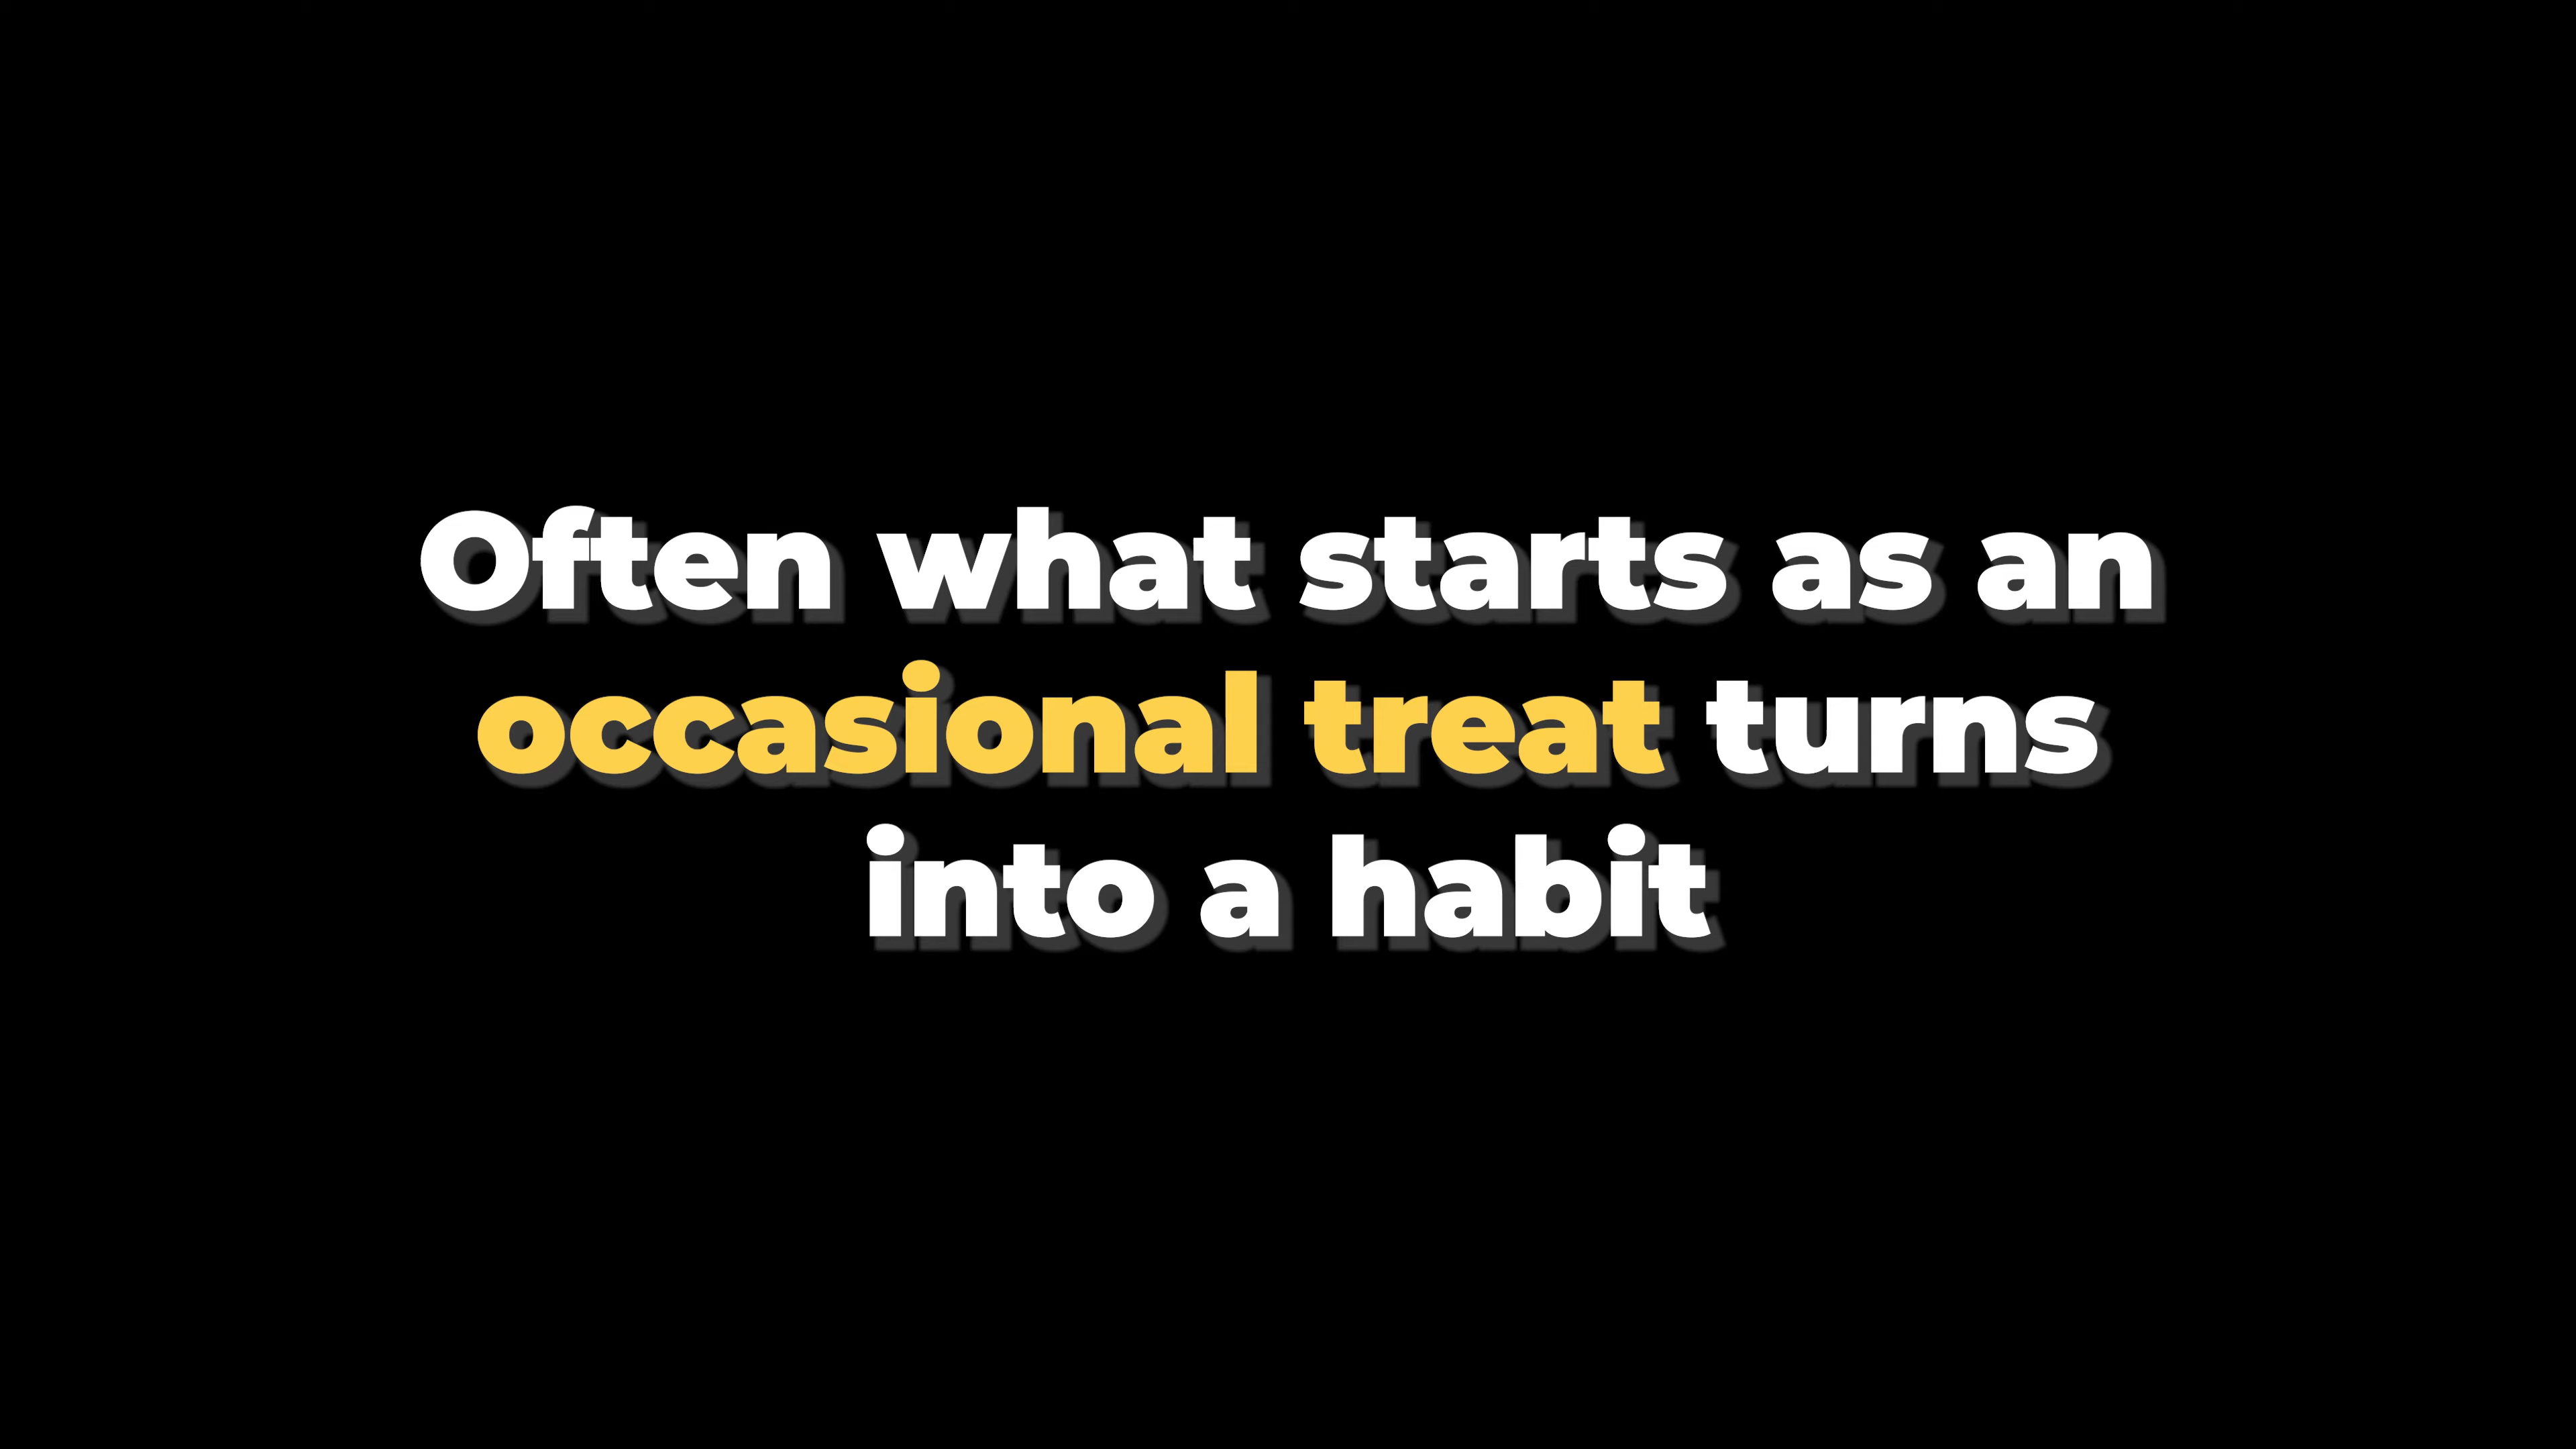 Often what starts as an
occasional treat turns
into a habit